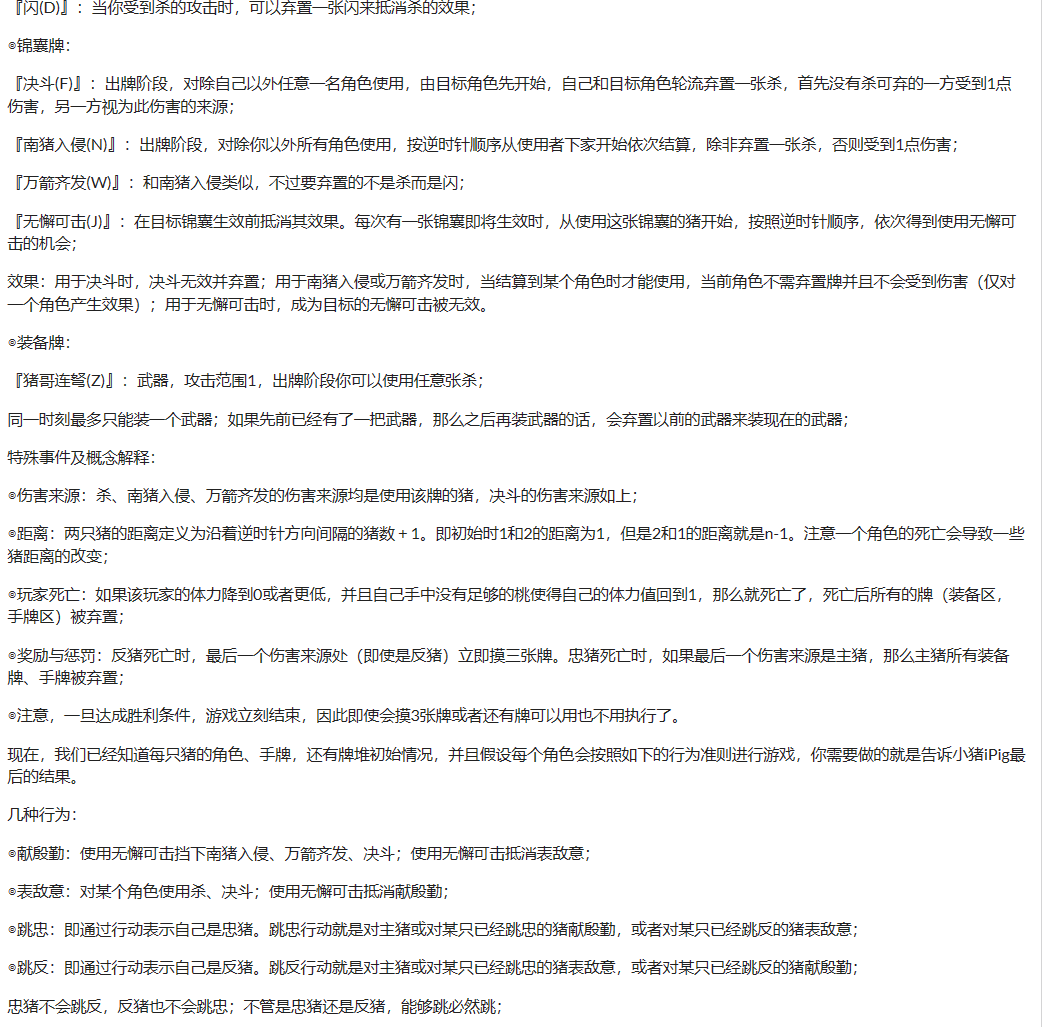 『闪(D)』：当你受到杀的攻击时，可以弃置一张闪来抵消杀的效果；
⊙锦囊牌：
『决斗(F)』：出牌阶段，对除自己以外任意一名角色使用，由目标角色先开始，自己和目标角色轮流弃置一张杀，首先没有杀可弃的一方受到1点
伤害，另一方视为此伤害的来源；
『南猪入侵(N)』：出牌阶段，对除你以外所有角色使用，按逆时针顺序从使用者下家开始依次结算，除非弃置一张杀，否则受到1点伤害；
『万箭齐发(W)』：和南猪入侵类似，不过要弃置的不是杀而是闪；
『无懈可击(J)』：在目标锦囊生效前抵消其效果。每次有一张锦囊即将生效时，从使用这张锦囊的猪开始，按照逆时针顺序，依次得到使用无懈可
击的机会；
效果：用于决斗时，决斗无效并弃置；用于南猪入侵或万箭齐发时，当结算到某个角色时才能使用，当前角色不需弃置牌并且不会受到伤害（仅对
一个角色产生效果）；用于无懈可击时，成为目标的无懈可击被无效。
⊙装备牌：
『猪哥连弩(Z)』：武器，攻击范围1，出牌阶段你可以使用任意张杀；
同一时刻最多只能装一个武器；如果先前已经有了一把武器，那么之后再装武器的话，会弃置以前的武器来装现在的武器；
特殊事件及概念解释：
⊙伤害来源：杀、南猪入侵、万箭齐发的伤害来源均是使用该牌的猪，决斗的伤害来源如上；
⊙距离：两只猪的距离定义为沿着逆时针方向间隔的猪数＋1。即初始时1和2的距离为1，但是2和1的距离就是n-1。注意一个角色的死亡会导致一些
猪距离的改变；
⊙玩家死亡：如果该玩家的体力降到0或者更低，并且自己手中没有足够的桃使得自己的体力值回到1，那么就死亡了，死亡后所有的牌（装备区，
手牌区）被弃置；
⊙奖励与惩罚：反猪死亡时，最后一个伤害来源处（即使是反猪）立即摸三张牌。忠猪死亡时，如果最后一个伤害来源是主猪，那么主猪所有装备
牌、手牌被弃置；
⊙注意，一旦达成胜利条件，游戏立刻结束，因此即使会摸3张牌或者还有牌可以用也不用执行了。
现在，我们已经知道每只猪的角色、手牌，还有牌堆初始情况，并且假设每个角色会按照如下的行为准则进行游戏，你需要做的就是告诉小猪iPig最
后的结果。
几种行为：
⊙献殷勤：使用无懈可击挡下南猪入侵、万箭齐发、决斗；使用无懈可击抵消表敌意；
⊙表敌意：对某个角色使用杀、决斗；使用无懈可击抵消献殷勤；
⊙跳忠：即通过行动表示自己是忠猪。跳忠行动就是对主猪或对某只已经跳忠的猪献殷勤，或者对某只已经跳反的猪表敌意；
⊙跳反：即通过行动表示自己是反猪。跳反行动就是对主猪或对某只已经跳忠的猪表敌意，或者对某只已经跳反的猪献殷勤；
忠猪不会跳反，反猪也不会跳忠；不管是忠猪还是反猪，能够跳必然跳；